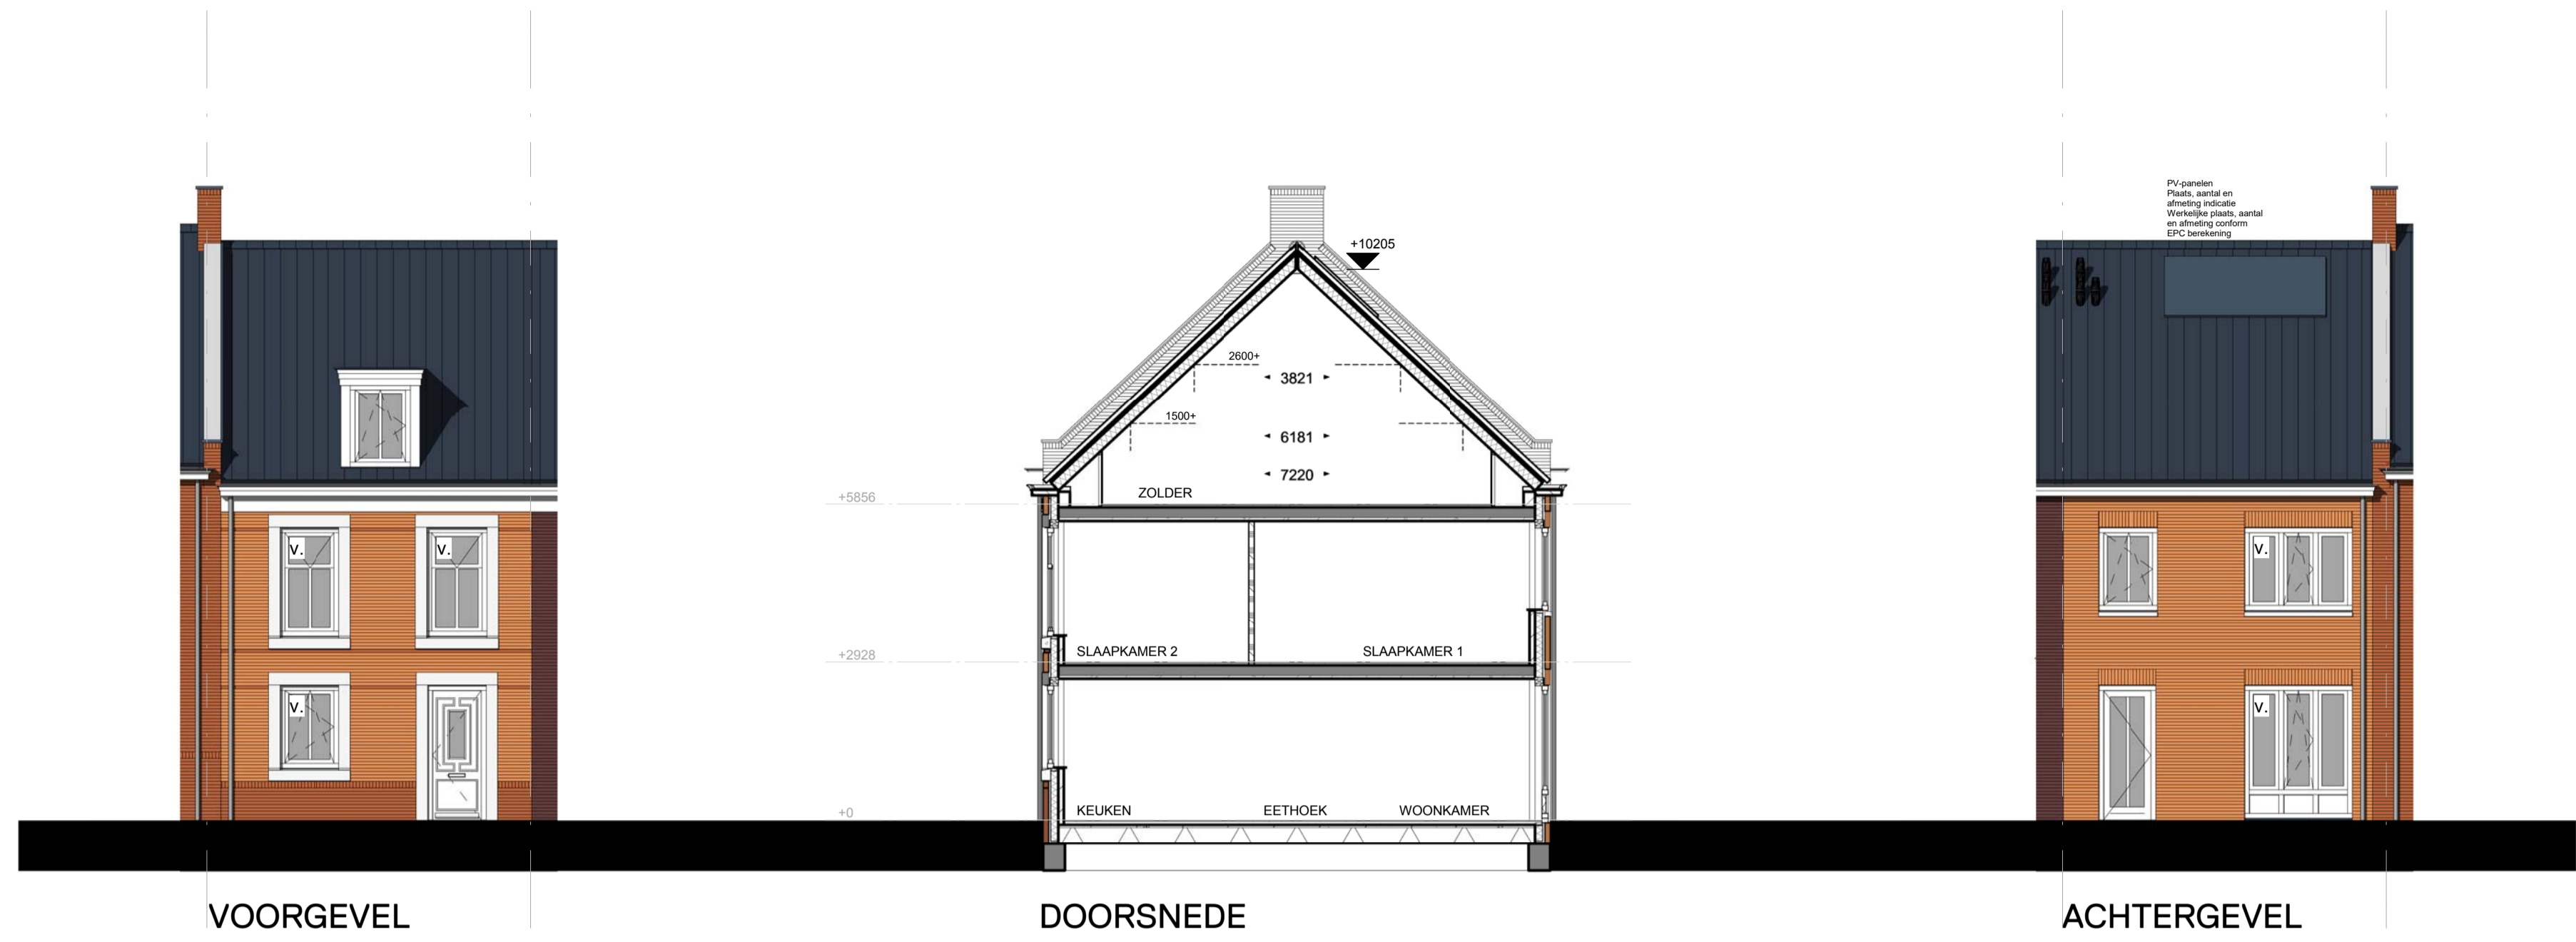 PV-panelen
Plaats, aantal en
afmeting indicatie
Werkelijke plaats, aantal
en afmeting conform
EPC berekening
+10205
2600+
3821
1500+
6181
7220
ZOLDER
+5856
V.
V.
V.
+2928
SLAAPKAMER 2
SLAAPKAMER 1
V.
V.
+0
KEUKEN
EETHOEK
WOONKAMER
VOORGEVEL
DOORSNEDE
ACHTERGEVEL